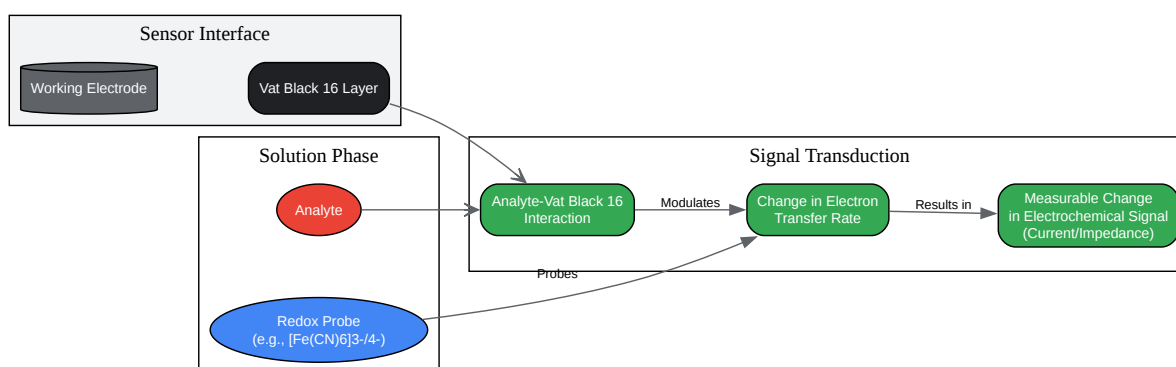 Sensor Interface
Working Electrode
Vat Black 16 Layer
Solution Phase
Analyte
Redox Probe
(e.g., [Fe(CN)6]3-/4-)
Signal Transduction
Analyte-Vat Black 16
Interaction
Modulates
Change in Electron
Transfer Rate
Results in
Measurable Change
in Electrochemical Signal
(Current/Impedance)
Probes